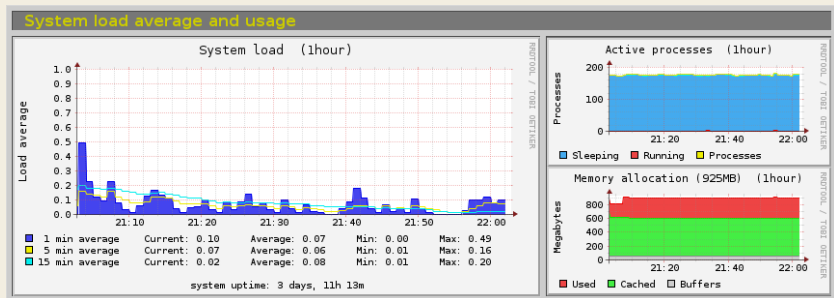 System load average and usage
System load (1hour)
RRDTOOL / TOBI OETIKER
Load average
1.0
0.9
0.8
0.7
0.6
0.5
0.4
0.3
0.2
0.1
0.0
21:10 21:20 21:30 21:40 21:50 22:00
1 min average Current: 0.10 Average: 0.07 Min: 0.00 Max: 0.49
5 min average Current: 0.07 Average: 0.06 Min: 0.01 Max: 0.16
15 min average Current: 0.02 Average: 0.08 Min: 0.01 Max: 0.20
system uptime: 3 days, 11h 13m
Active processes (1hour)
RRDTOOL / TOBI OETIKER
Processes
200
100
0
21:20 21:40 22:00
Sleeping Running Processes
Memory allocation (925MB) (1hour)
RRDTOOL / TOBI OETIKER
Megabytes
800
600
400
200
0
21:20 21:40 22:00
Used Cached Buffers